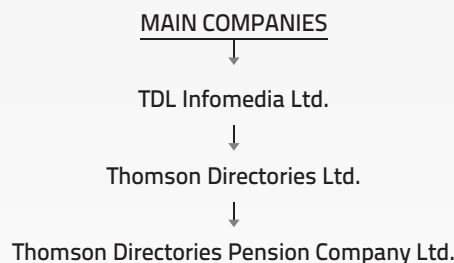 MAIN COMPANIES
TDL Infomedia Ltd.
Thomson Directories Ltd.
Thomson Directories Pension Company Ltd.